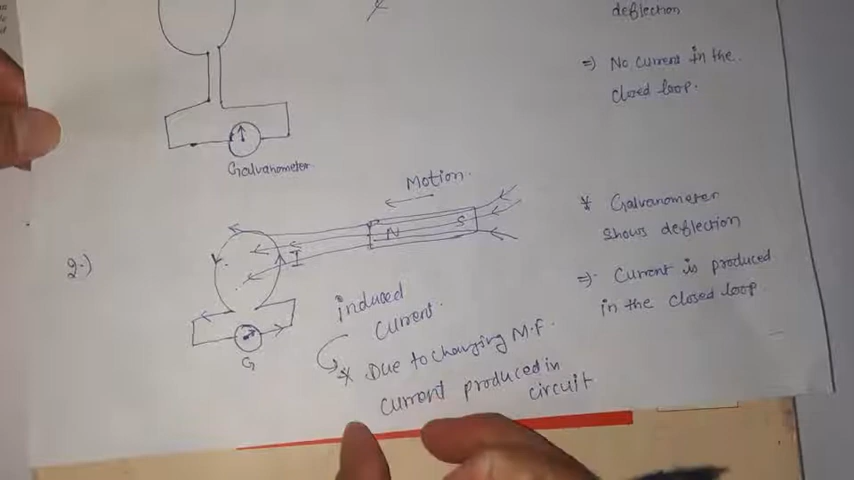 deflection
=) No current in the
closed loop.
Galvanometer
Motion
N S
I
2.)
G
induced
current.
* Due to changing M.F.
current produced in
circuit
* Galvanometer
shows deflection
=) Current is produced
in the closed loop